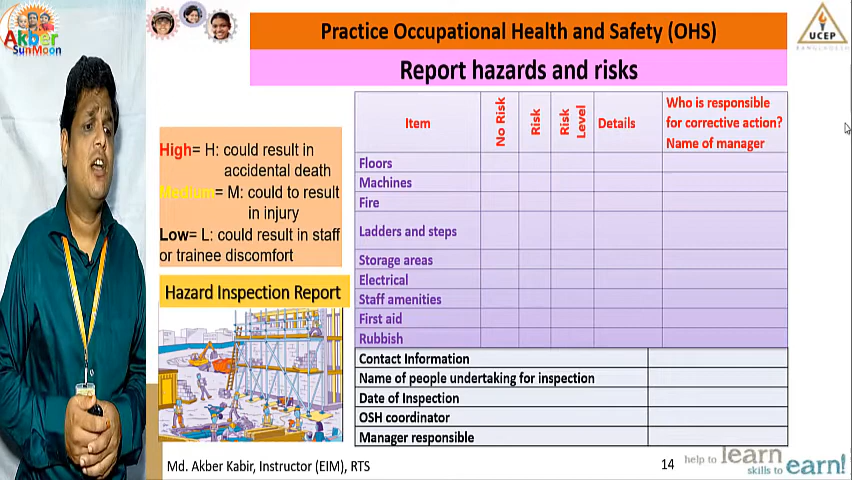 Akber
SunMoon
Practice Occupational Health and Safety (OHS)
UCEP
BANGLADESH
Report hazards and risks
High= H: could result in
accidental death
Medium= M: could to result
in injury
Low= L: could result in staff
or trainee discomfort
Hazard Inspection Report
Item
No Risk
Risk
Risk
Level
Details
Who is responsible
for corrective action?
Name of manager
Floors
Machines
Fire
Ladders and steps
Storage areas
Electrical
Staff amenities
First aid
Rubbish
Contact Information
Name of people undertaking for inspection
Date of Inspection
OSH coordinator
Manager responsible
Md. Akber Kabir, Instructor (EIM), RTS
14
help to learn
skills to earn!